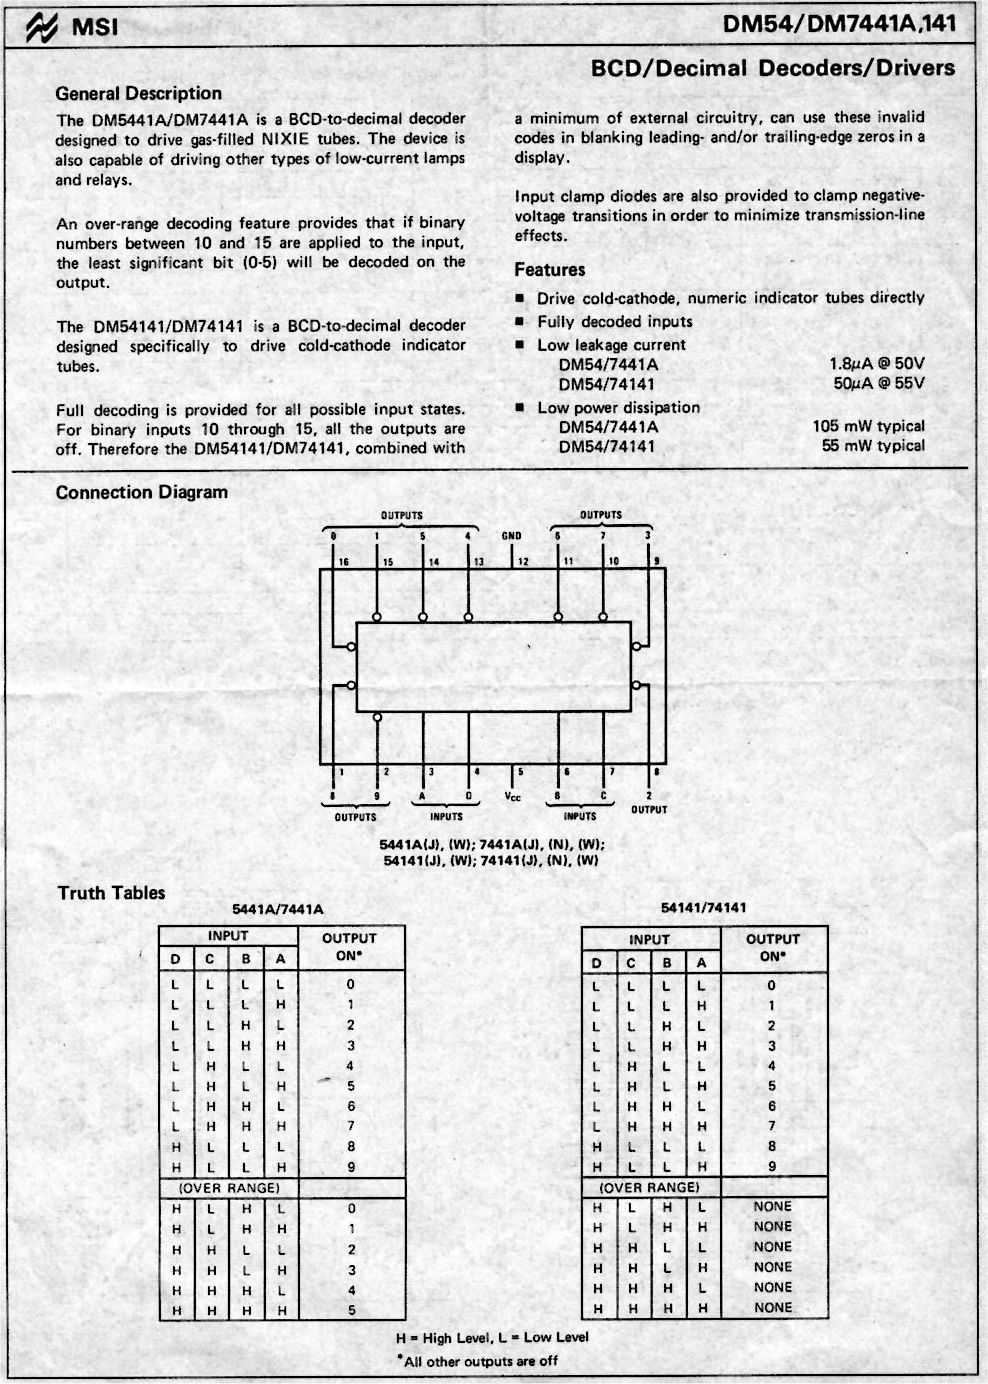 MSI
DM54/DM7441A,141
BCD/Decimal Decoders/Drivers
General Description
The DM5441A/DM7441A is a BCD-to-decimal decoder
designed to drive gas-filled NIXIE tubes. The device is
also capable of driving other types of low-current lamps
and relays.
An over-range decoding feature provides that if binary
numbers between 10 and 15 are applied to the input,
the least significant bit (0-5) will be decoded on the
output.
The DM54141/DM74141 is a BCD-to-decimal decoder
designed specifically to drive cold-cathode indicator
tubes.
Full decoding is provided for all possible input states.
For binary inputs 10 through 15, all the outputs are
off. Therefore the DM54141/DM74141, combined with
a minimum of external circuitry, can use these invalid
codes in blanking leading- and/or trailing-edge zeros in a
display.
Input clamp diodes are also provided to clamp negative-
voltage transitions in order to minimize transmission-line
effects.
Features
■ Drive cold-cathode, numeric indicator tubes directly
■ Fully decoded inputs
■ Low leakage current
DM54/7441A 1.8µA @ 50V
DM54/74141 50µA @ 55V
■ Low power dissipation
DM54/7441A 105 mW typical
DM54/74141 55 mW typical
Connection Diagram
OUTPUTS OUTPUTS
0 1 5 4 GND 6 7 3
16 15 14 13 12 11 10 9
1 2 3 4 5 6 7 8
8 9 A D VCC B C 2
OUTPUTS INPUTS INPUTS OUTPUT
5441A(J), (W); 7441A(J), (N), (W);
54141(J), (W); 74141(J), (N), (W)
Truth Tables
5441A/7441A
INPUT OUTPUT
D C B A ON*
L L L L 0
L L L H 1
L L H L 2
L L H H 3
L H L L 4
L H L H 5
L H H L 6
L H H H 7
H L L L 8
H L L H 9
(OVER RANGE)
H L H L 0
H L H H 1
H H L L 2
H H L H 3
H H H L 4
H H H H 5
54141/74141
INPUT OUTPUT
D C B A ON*
L L L L 0
L L L H 1
L L H L 2
L L H H 3
L H L L 4
L H L H 5
L H H L 6
L H H H 7
H L L L 8
H L L H 9
(OVER RANGE)
H L H L NONE
H L H H NONE
H H L L NONE
H H L H NONE
H H H L NONE
H H H H NONE
H = High Level, L = Low Level
*All other outputs are off